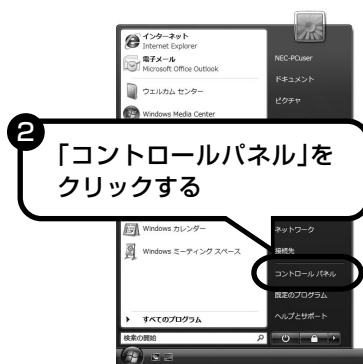 インターネット
Internet Explorer
電子メール
Microsoft Office Outlook
ウェルカム センター
Windows Media Center
NEC-PCuser
ドキュメント
ピクチャ
2
「コントロールパネル」を
クリックする
Windows カレンダー
Windows ミーティング スペース
すべてのプログラム
検索の開始
ネットワーク
接続先
コントロール パネル
既定のプログラム
ヘルプとサポート